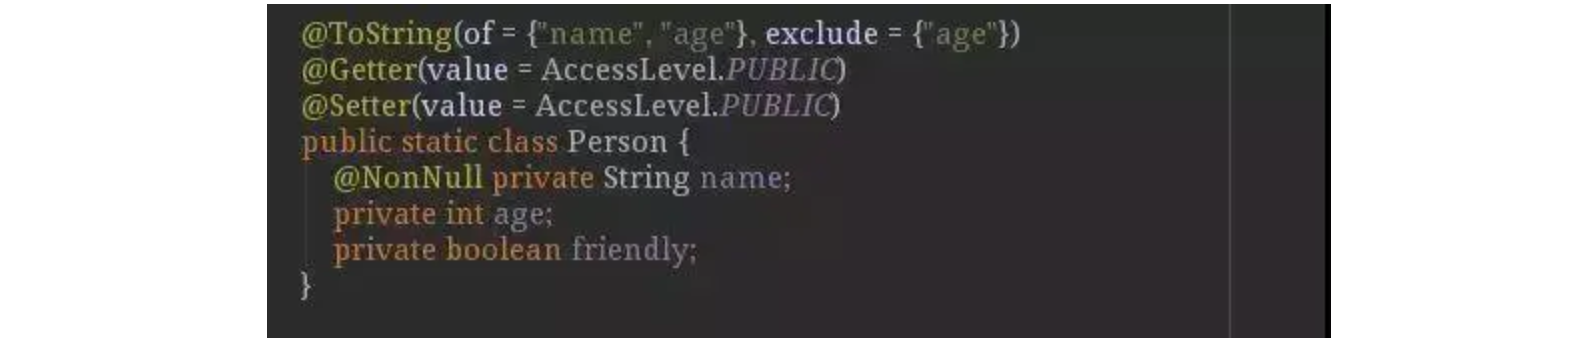 @ToString(of = {"name", "age"}, exclude = {"age"})
@Getter(value = AccessLevel.PUBLIC)
@Setter(value = AccessLevel.PUBLIC)
public static class Person {
@NonNull private String name;
private int age;
private boolean friendly;
}